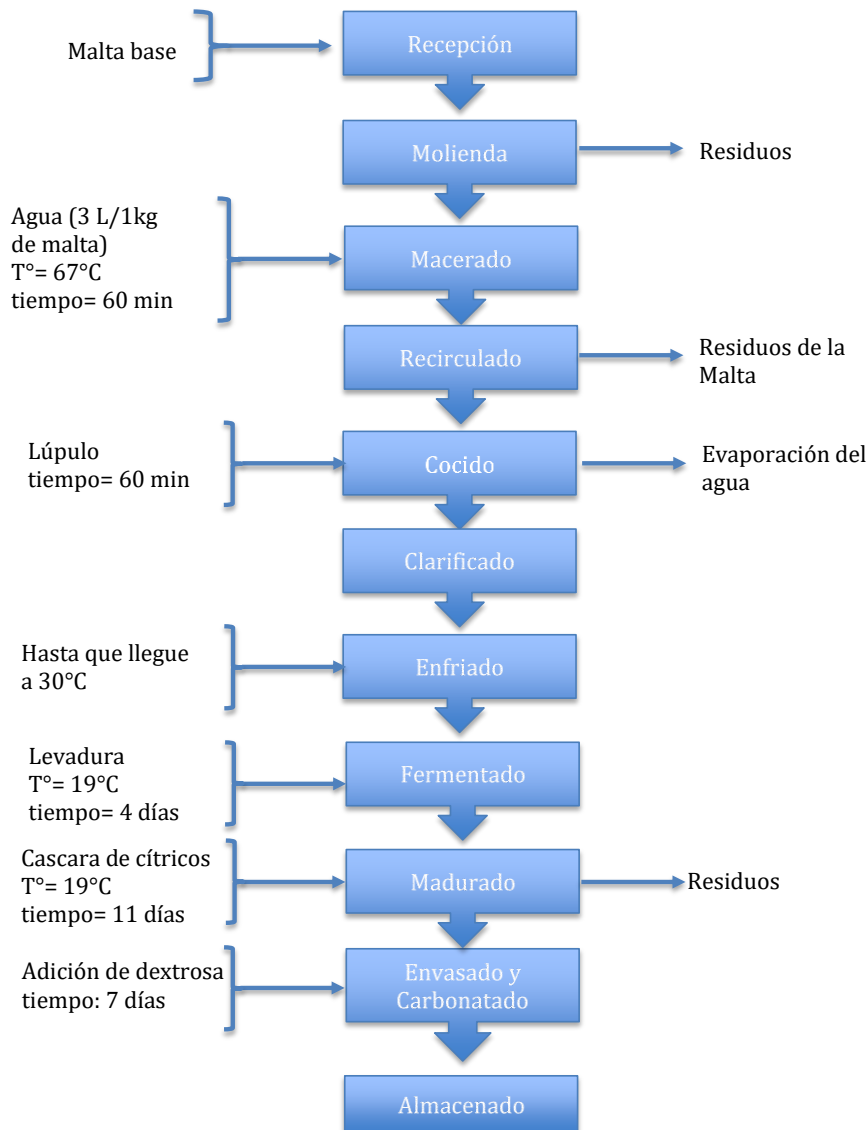 Malta base
Recepción
Molienda
Residuos
Agua (3 L/1kg
de malta)
T°= 67°C
tiempo= 60 min
Macerado
Recirculado
Residuos de la
Malta
Lúpulo
tiempo= 60 min
Cocido
Evaporación del
agua
Clarificado
Hasta que llegue
a 30°C
Enfriado
Levadura
T°= 19°C
tiempo= 4 días
Fermentado
Cascara de cítricos
T°= 19°C
tiempo= 11 días
Madurado
Residuos
Adición de dextrosa
tiempo: 7 días
Envasado y
Carbonatado
Almacenado